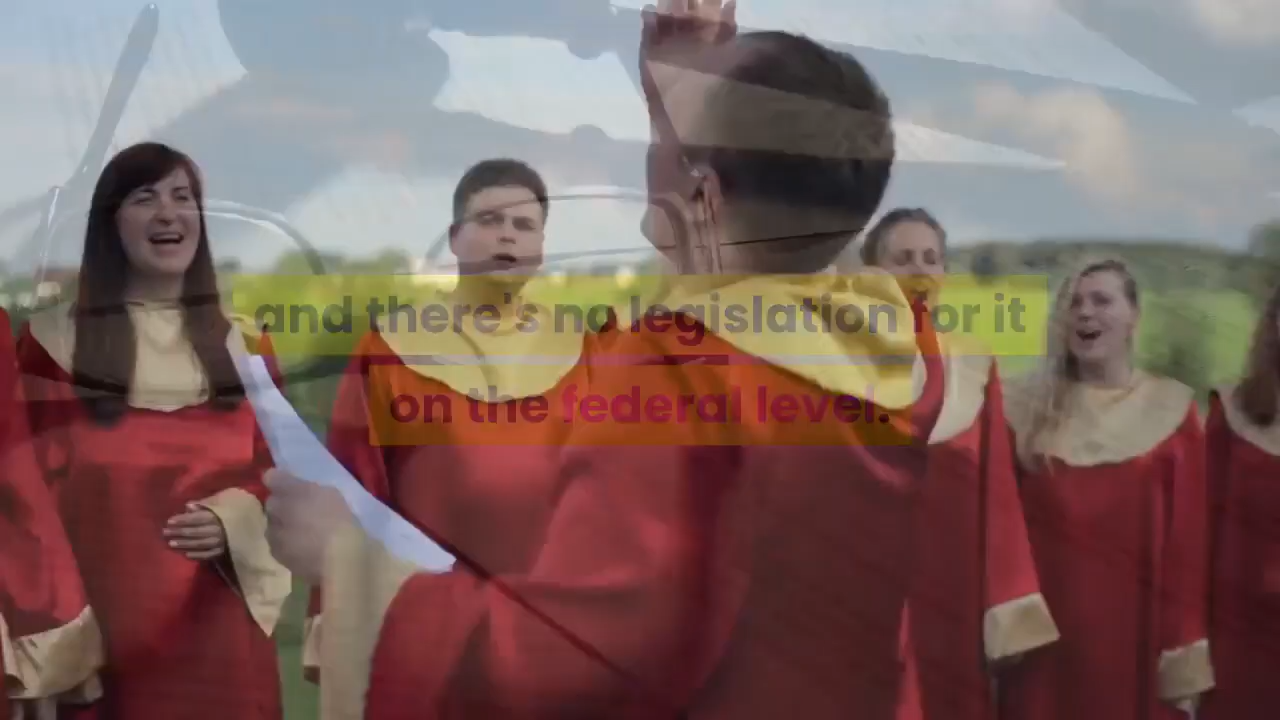 and there's no legislation for it
on the federal level.